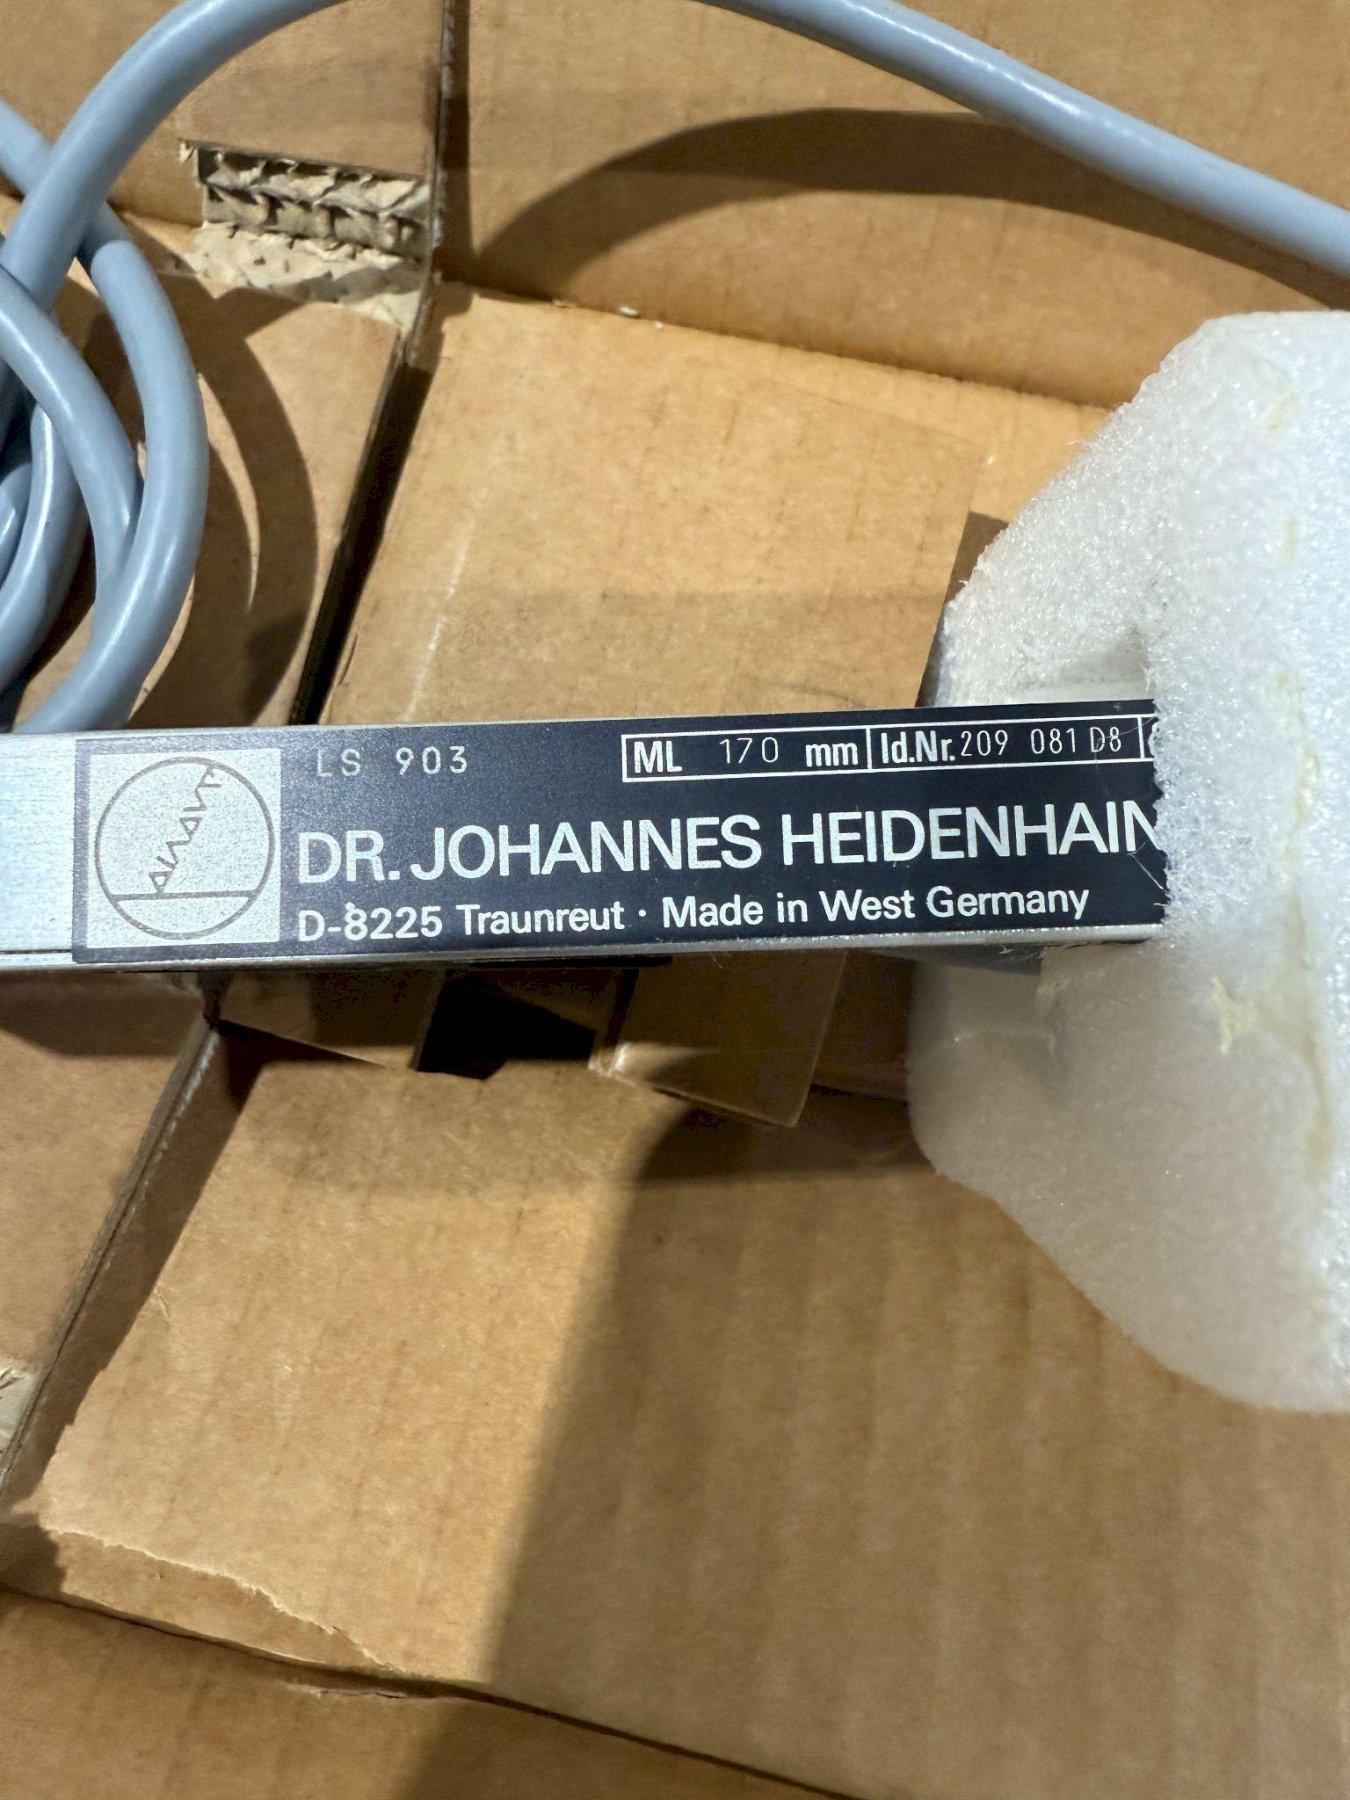 LS 903 ML 170 mm Id.Nr. 209 081 D8
DR. JOHANNES HEIDENHAIN
D-8225 Traunreut · Made in West Germany